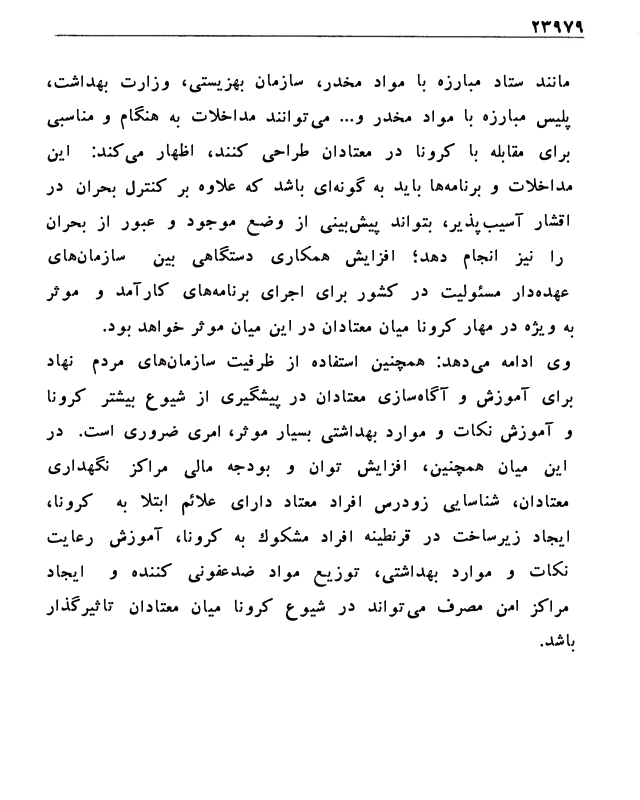 ۲۳۹۷۹
مانند ستاد مبارزه با مواد مخدر، سازمان بهزیستی، وزارت بهداشت،
پلیس مبارزه با مواد مخدر و... می‌توانند مداخلات به هنگام و مناسبی
برای مقابله با کرونا در معتادان طراحی کنند، اظهار می‌کند: این
مداخلات و برنامه‌ها باید به گونه‌ای باشد که علاوه بر کنترل بحران در
اقشار آسیب‌پذیر، بتواند پیش‌بینی از وضع موجود و عبور از بحران
را نیز انجام دهد؛ افزایش همکاری دستگاهی بین سازمان‌های
عهده‌دار مسئولیت در کشور برای اجرای برنامه‌های کارآمد و موثر
به ویژه در مهار کرونا میان معتادان در این میان موثر خواهد بود.
وی ادامه می‌دهد: همچنین استفاده از ظرفیت سازمان‌های مردم نهاد
برای آموزش و آگاه‌سازی معتادان در پیشگیری از شیوع بیشتر کرونا
و آموزش نکات و موارد بهداشتی بسیار موثر، امری ضروری است. در
این میان همچنین، افزایش توان و بودجه مالی مراکز نگهداری
معتادان، شناسایی زودرس افراد معتاد دارای علائم ابتلا به کرونا،
ایجاد زیرساخت در قرنطینه افراد مشکوك به کرونا، آموزش رعایت
نکات و موارد بهداشتی، توزیع مواد ضدعفونی کننده و ایجاد
مراکز امن مصرف می‌تواند در شیوع کرونا میان معتادان تاثیرگذار
باشد.